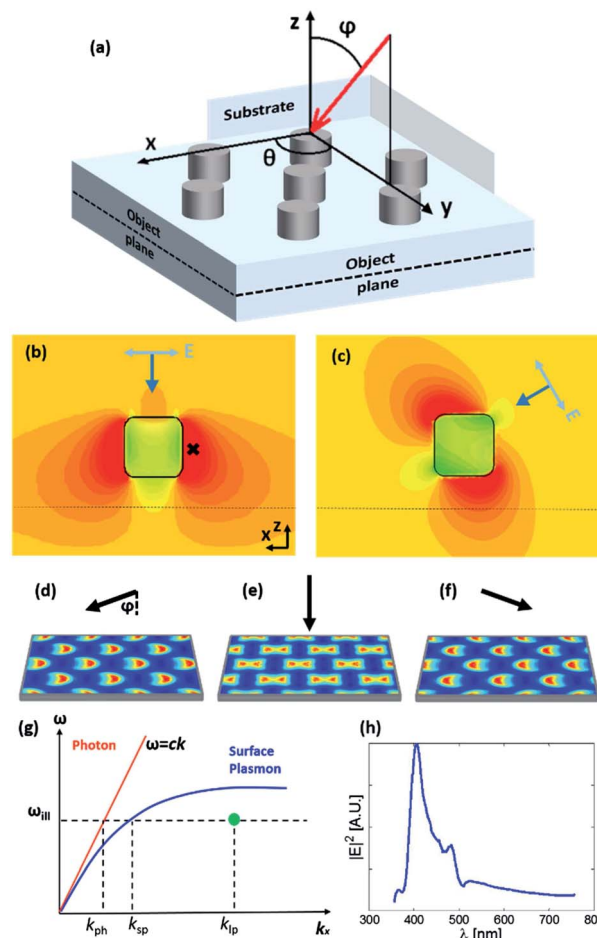 (a)
z
φ
Substrate
x
θ
y
Object
plane
Object
plane
(b)
E
(c)
E
z
x
(d)
φ
(e)
(f)
(g)
ω
Photon
ω=ck
Surface
Plasmon
ωill
kph
ksp
klp
kx
(h)
|E|² [A.U.]
300
400
500
600
700
800
λ [nm]